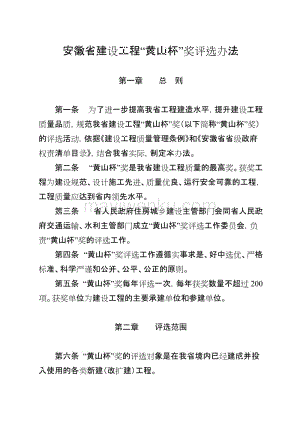 安徽省建设工程“黄山杯”奖评选办法
第一章 总 则
第一条 为了进一步提高我省工程建造水平，提升建设工程
质量品质，规范我省建设工程“黄山杯”奖（以下简称“黄山杯”奖）
的评选活动，依据《建设工程质量管理条例》和《安徽省省级政府
权责清单目录》，结合我省实际，制定本办法。
第二条 “黄山杯”奖是我省建设工程质量的最高奖。获奖工
程为建设规范、设计施工先进、质量优良、运行安全可靠的工程，
工程质量应达到省内领先水平。
第三条 省人民政府住房城乡建设主管部门会同省人民政
府交通运输、水利主管部门成立“黄山杯”奖评选工作委员会，负
责“黄山杯”奖的评选工作。
第四条 “黄山杯”奖评选工作遵循实事求是、好中选优、严格
标准、科学严谨和公开、公平、公正的原则。
第五条 “黄山杯”奖每年评选一次，每年获奖数量不超过 200
项。获奖单位为建设工程的主要承建单位和参建单位。
第二章 评选范围
第六条 “黄山杯”奖的评选对象是在我省境内已经建成并投
入使用的各类新建（改扩建）工程。